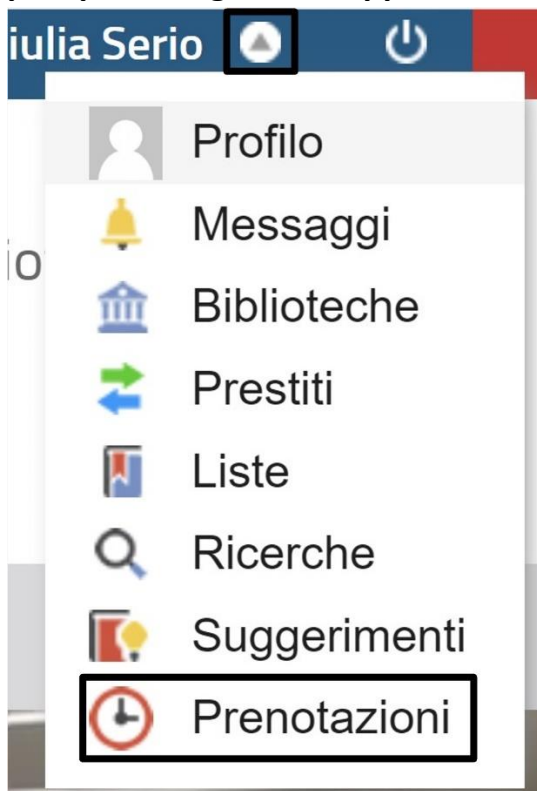 iulia Serio
Profilo
Messaggi
Biblioteche
Prestiti
Liste
Ricerche
Suggerimenti
Prenotazioni